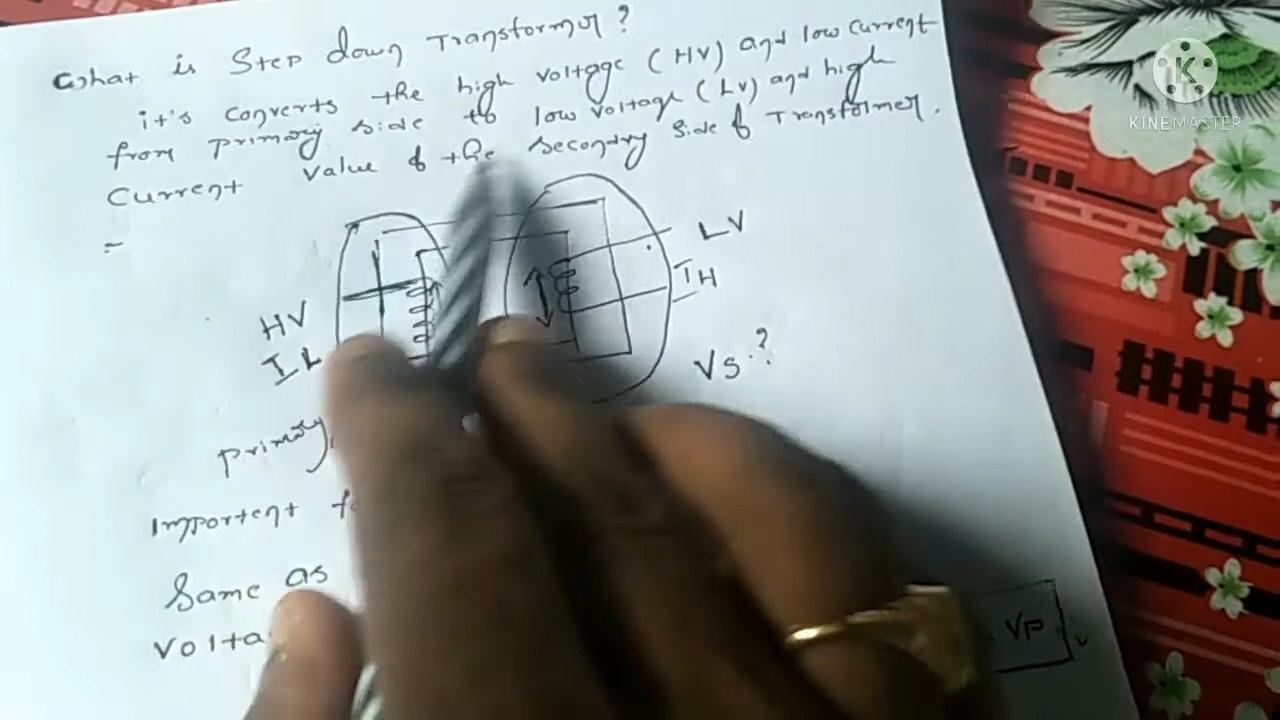 What is Step down Transformer?
it's converts the high voltage (HV) and low current
from primary side to low voltage (LV) and high
Current value of the secondry side of Transformer.
LV
IH
HV
IL
Vs.?
primary
Importent
Same as
Volta
VP
KINEMASTER